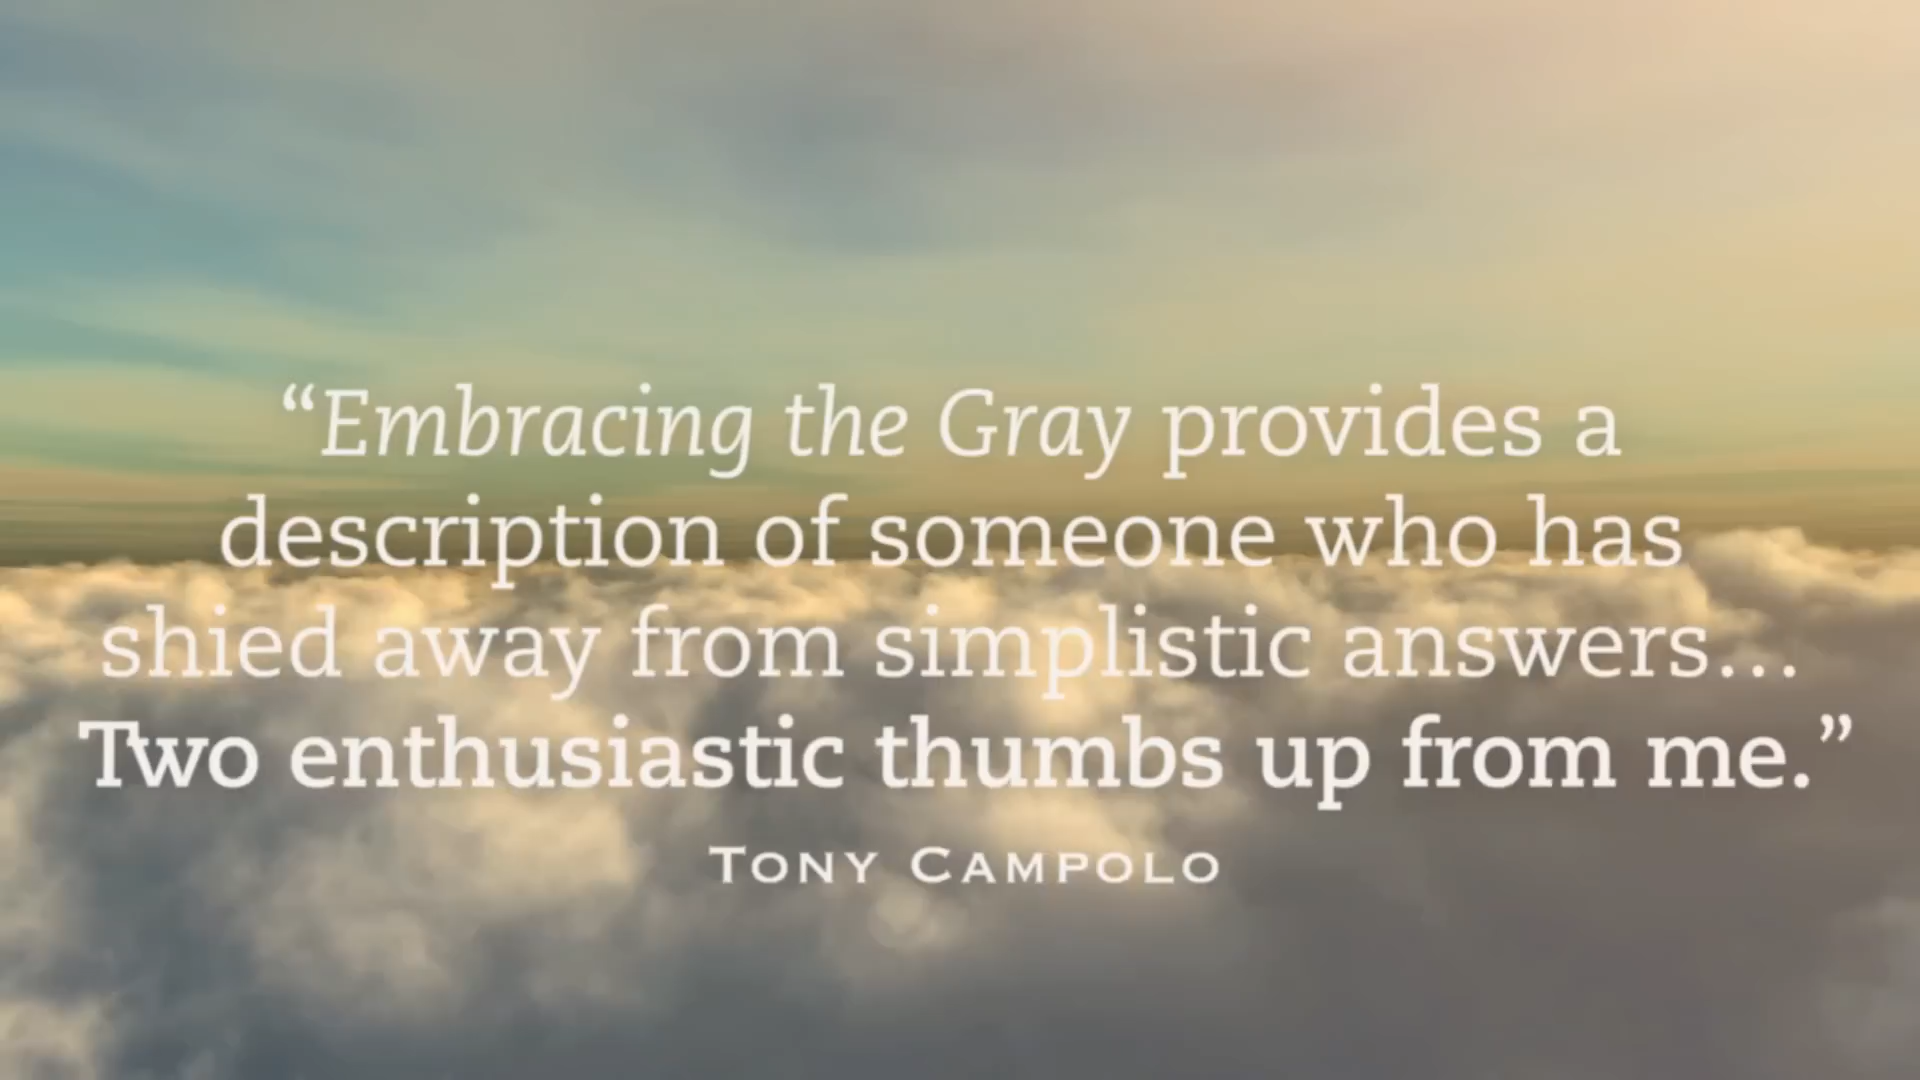 “Embracing the Gray provides a
description of someone who has
shied away from simplistic answers…
Two enthusiastic thumbs up from me.”
Tony Campolo